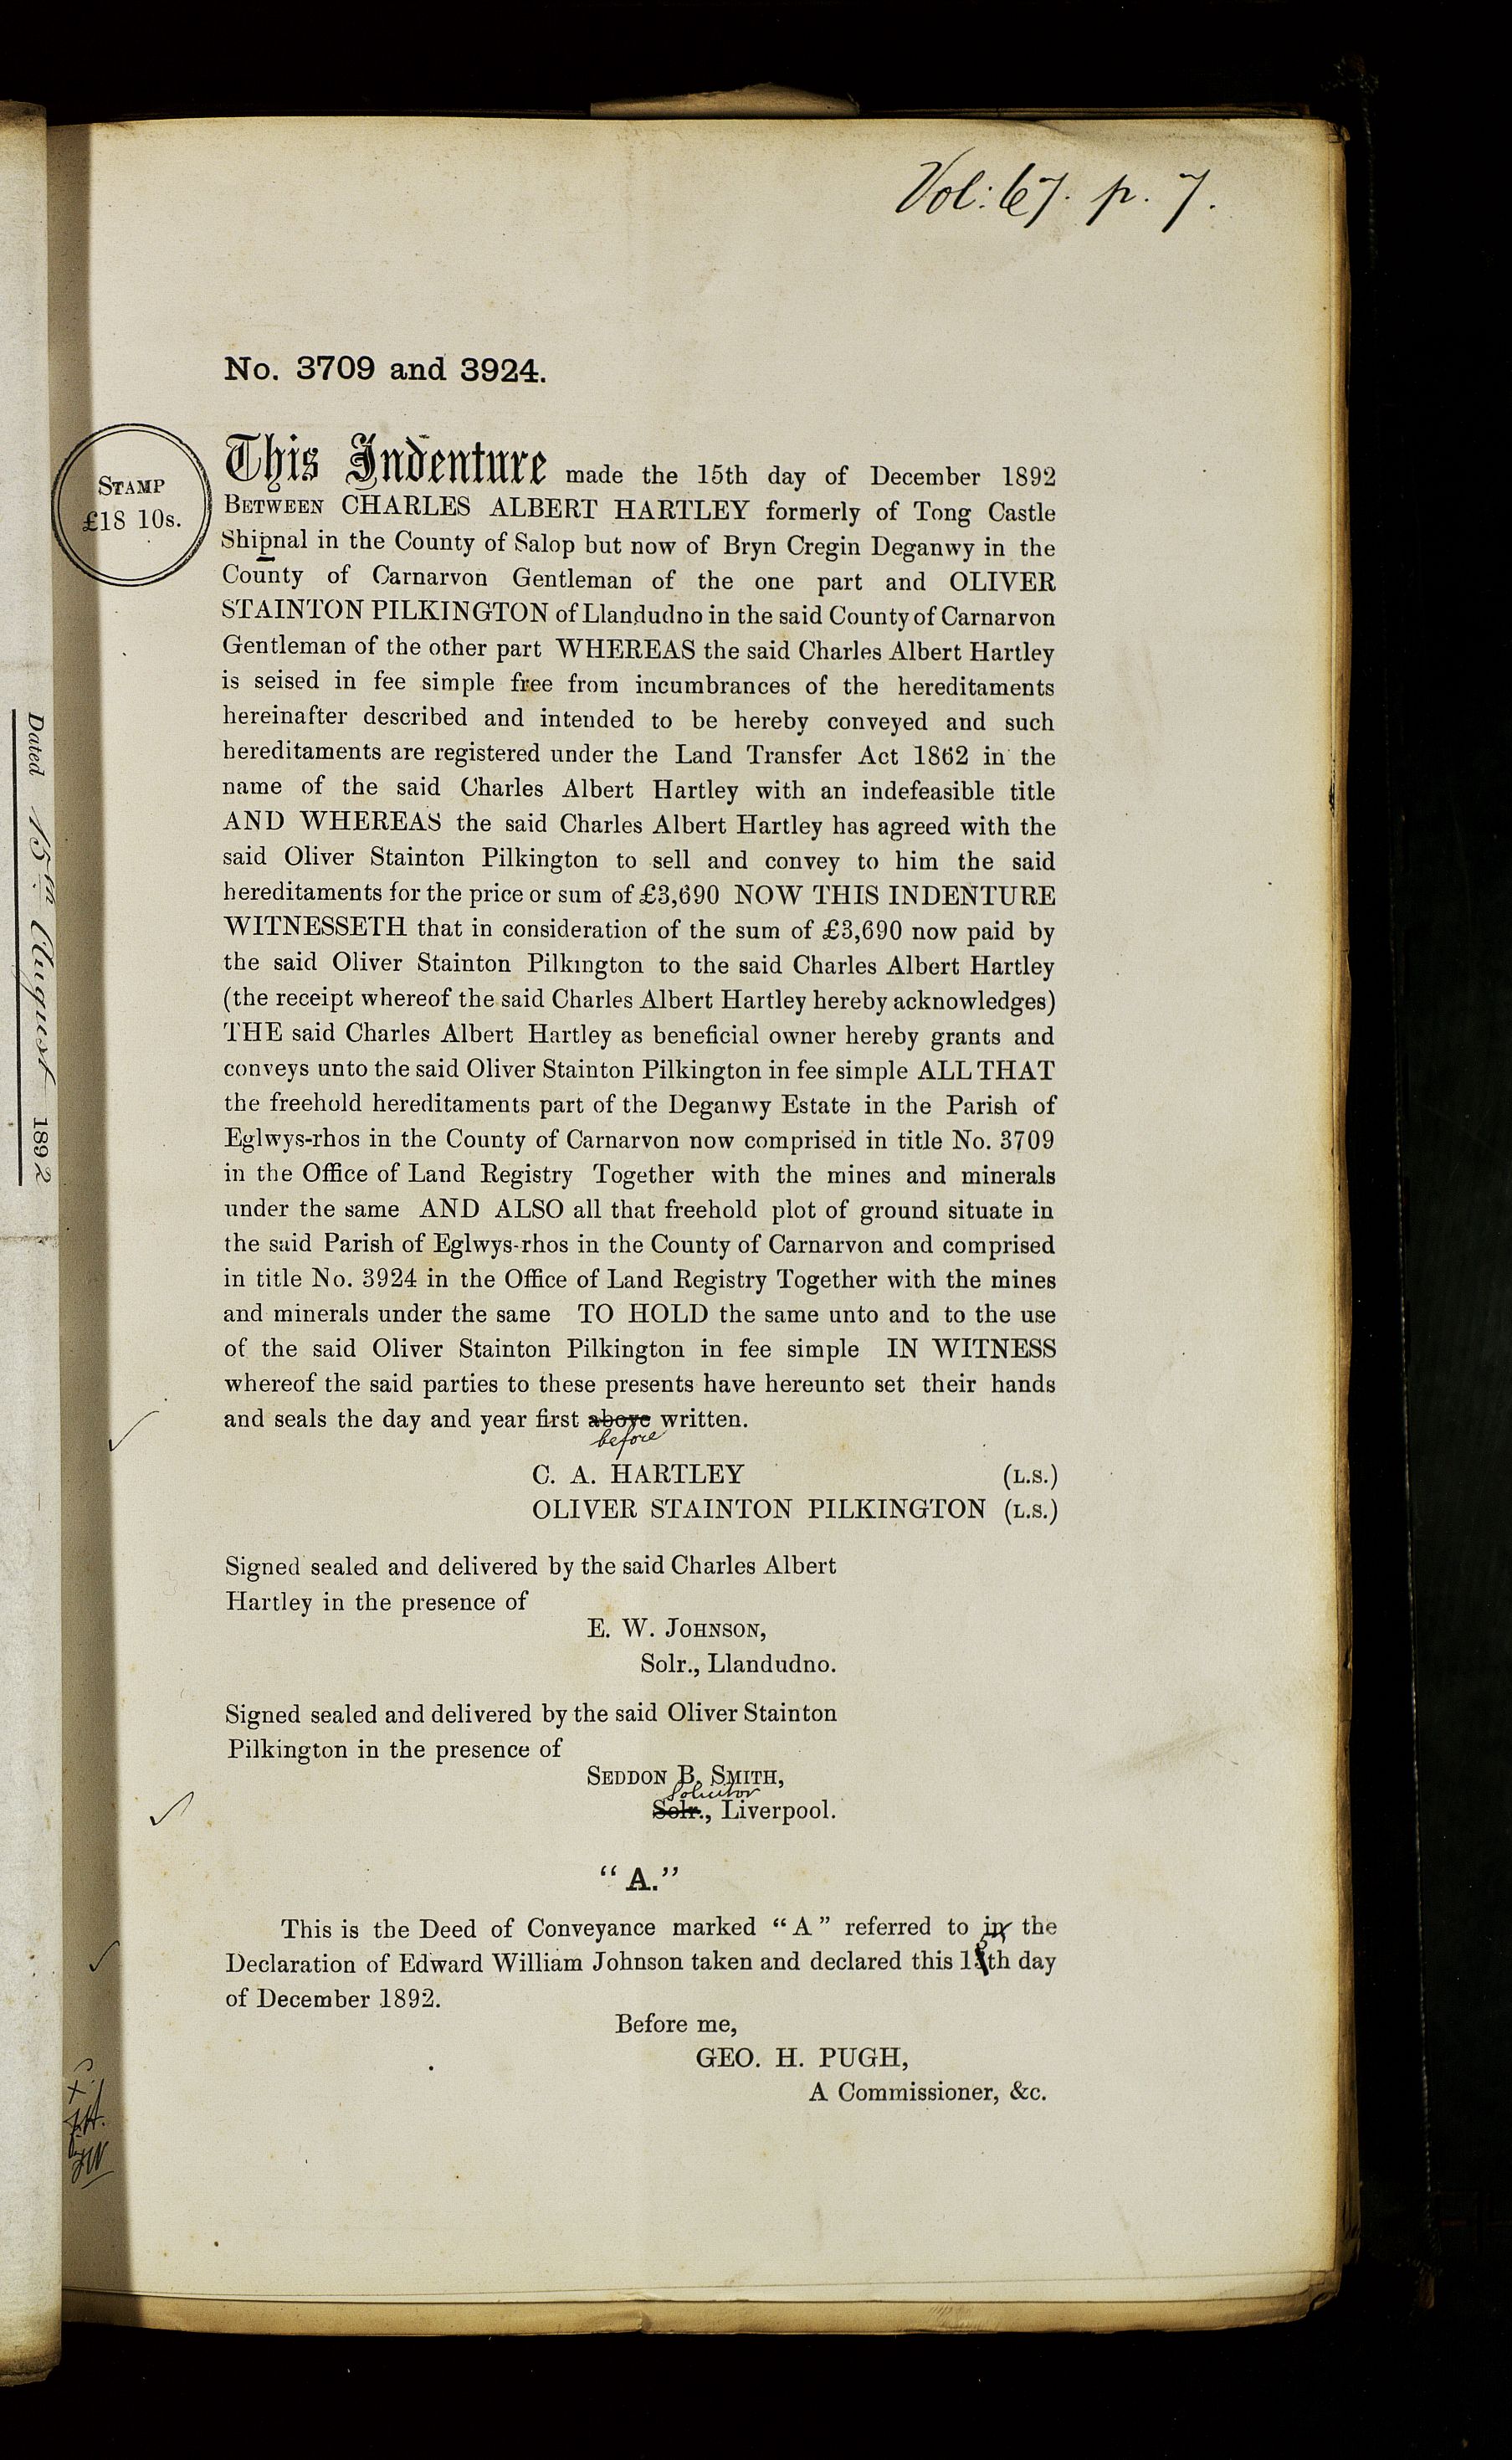 Vol: 67. p. 7.
No. 3709 and 3924.
STAMP
£18 10s.
This Indenture made the 15th day of December 1892
BETWEEN CHARLES ALBERT HARTLEY formerly of Tong Castle
Shipnal in the County of Salop but now of Bryn Cregin Deganwy in the
County of Carnarvon Gentleman of the one part and OLIVER
STAINTON PILKINGTON of Llandudno in the said County of Carnarvon
Gentleman of the other part WHEREAS the said Charles Albert Hartley
is seised in fee simple free from incumbrances of the hereditaments
hereinafter described and intended to be hereby conveyed and such
hereditaments are registered under the Land Transfer Act 1862 in the
name of the said Charles Albert Hartley with an indefeasible title
AND WHEREAS the said Charles Albert Hartley has agreed with the
said Oliver Stainton Pilkington to sell and convey to him the said
hereditaments for the price or sum of £3,690 NOW THIS INDENTURE
WITNESSETH that in consideration of the sum of £3,690 now paid by
the said Oliver Stainton Pilkington to the said Charles Albert Hartley
(the receipt whereof the said Charles Albert Hartley hereby acknowledges)
THE said Charles Albert Hartley as beneficial owner hereby grants and
conveys unto the said Oliver Stainton Pilkington in fee simple ALL THAT
the freehold hereditaments part of the Deganwy Estate in the Parish of
Eglwys-rhos in the County of Carnarvon now comprised in title No. 3709
in the Office of Land Registry Together with the mines and minerals
under the same AND ALSO all that freehold plot of ground situate in
the said Parish of Eglwys-rhos in the County of Carnarvon and comprised
in title No. 3924 in the Office of Land Registry Together with the mines
and minerals under the same TO HOLD the same unto and to the use
of the said Oliver Stainton Pilkington in fee simple IN WITNESS
whereof the said parties to these presents have hereunto set their hands
and seals the day and year first above written.
before
C. A. HARTLEY (L.S.)
OLIVER STAINTON PILKINGTON (L.S.)
Signed sealed and delivered by the said Charles Albert
Hartley in the presence of
E. W. JOHNSON,
Solr., Llandudno.
Signed sealed and delivered by the said Oliver Stainton
Pilkington in the presence of
SEDDON B. SMITH,
Solicitor
Solr., Liverpool.
"A."
This is the Deed of Conveyance marked "A" referred to in the
Declaration of Edward William Johnson taken and declared this th day
of December 1892.
Before me,
GEO. H. PUGH,
A Commissioner, &c.
Dated 15th August 1892